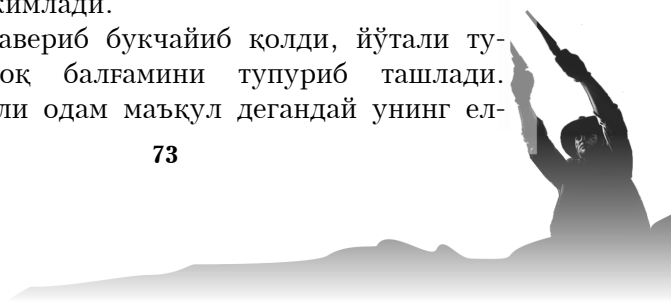 кимлади.
авериб букчайиб қолди, йўтали ту-
оқ балғамини тупуриб ташлади.
ли одам маъқул дегандай унинг ел-
73